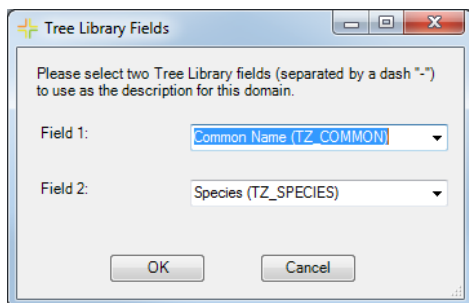 Tree Library Fields
Please select two Tree Library fields (separated by a dash "-")
to use as the description for this domain.
Field 1:
Common Name (TZ_COMMON)
Field 2:
Species (TZ_SPECIES)
OK
Cancel